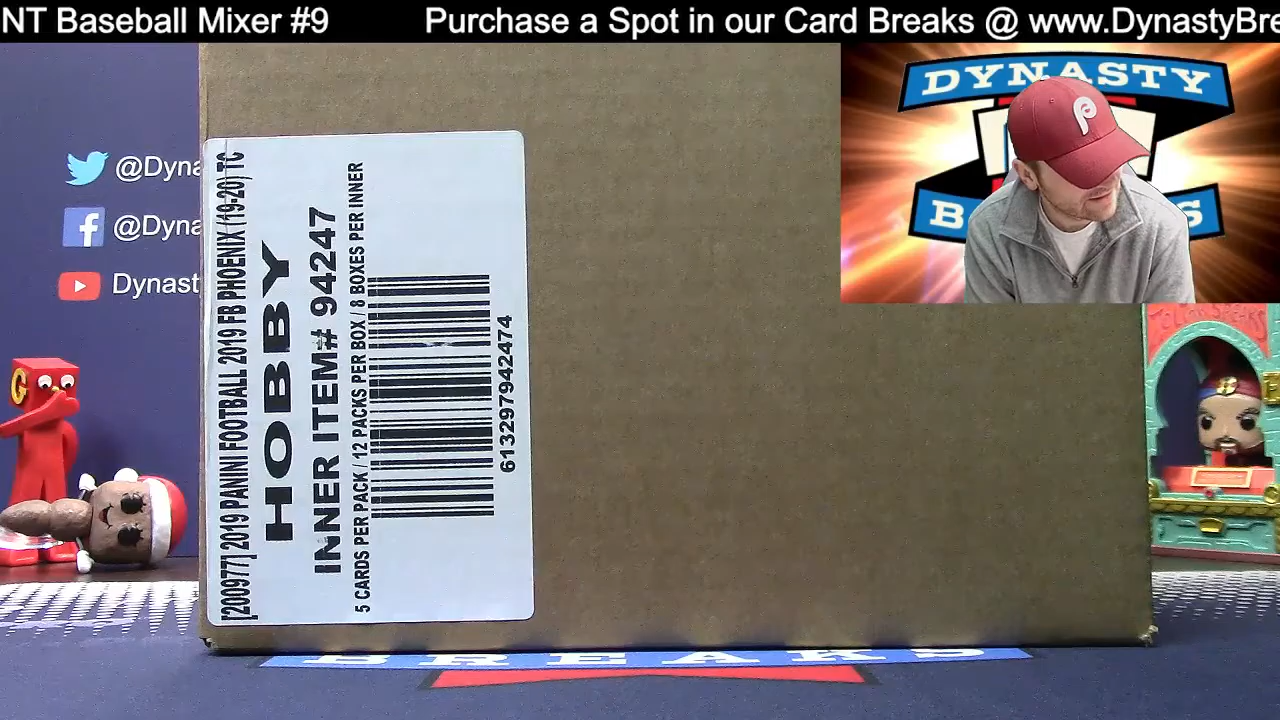 NT Baseball Mixer #9
Purchase a Spot in our Card Breaks @ www.DynastyBre
@Dyna
@Dyna
Dynast
[200977] 2019 PANINI FOOTBALL 2019 FB PHOENIX (19-20) TC
HOBBY
INNER ITEM# 94247
5 CARDS PER PACK / 12 PACKS PER BOX / 8 BOXES PER INNER
613297942474
DYNASTY
B S
P
G
BREAKS